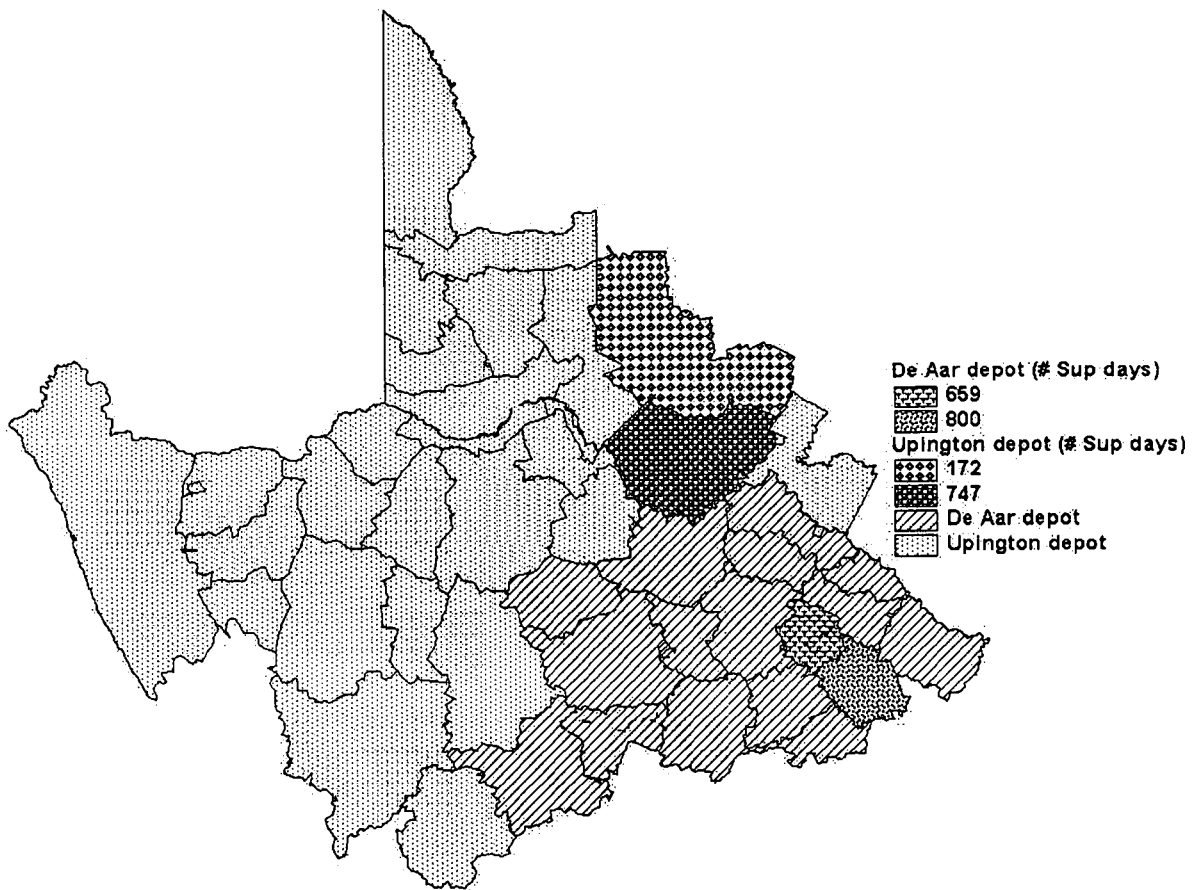 De Aar depot (# Sup days)
659
800
Upington depot (# Sup days)
172
747
De Aar depot
Upington depot